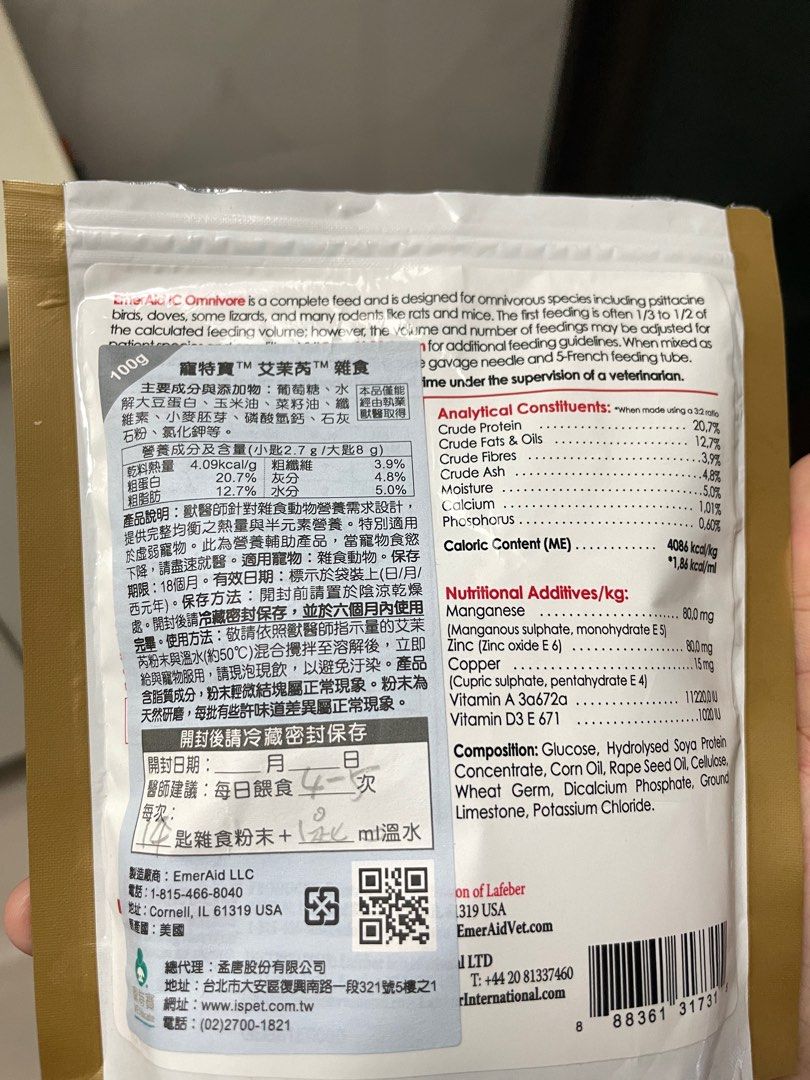 EmerAid IC Omnivore is a complete feed and is designed for omnivorous species including psittacine
birds, doves, some lizards, and many rodents like rats and mice. The first feeding is often 1/3 to 1/2 of
the calculated feeding volume; however, the volume and number of feedings may be adjusted for
for additional feeding guidelines. When mixed as
gavage needle and 5-French feeding tube.
under the supervision of a veterinarian.
100g
寵特寶™ 艾茉芮™ 雜食
主要成分與添加物：葡萄糖、水
解大豆蛋白、玉米油、菜籽油、纖
維素、小麥胚芽、磷酸氫鈣、石灰
石粉、氯化鉀等。
本品僅能
經由執業
獸醫取得
營養成分及含量(小匙2.7 g/大匙8 g)
乾料熱量 4.09kcal/g 粗纖維 3.9%
粗蛋白 20.7% 灰分 4.8%
粗脂肪 12.7% 水分 5.0%
產品說明：獸醫師針對雜食動物營養需求設計，
提供完整均衡之熱量與半元素營養。特別適用
於虛弱寵物。此為營養輔助產品，當寵物食慾
下降，請盡速就醫。適用寵物：雜食動物。保存
期限：18個月。有效日期：標示於袋裝上(日/月/
西元年)。保存方法：開封前請置於陰涼乾燥
處。開封後請冷藏密封保存，並於六個月內使用
完畢。使用方法：敬請依照獸醫師指示量的艾茉
芮粉末與溫水(約50°C)混合攪拌至溶解後，立即
給與寵物服用，請現泡現飲，以避免汙染。產品
含脂質成分，粉末輕微結塊屬正常現象。粉末為
天然研磨，每批有些許味道差異屬正常現象。
開封後請冷藏密封保存
開封日期：____月____日
醫師建議：每日餵食 4-5 次
每次：
匙雜食粉末＋ ml溫水
製造廠商：EmerAid LLC
電話：1-815-466-8040
地址：Cornell, IL 61319 USA
原產國：美國
總代理：孟唐股份有限公司
地址：台北市大安區復興南路一段321號5樓之1
網址：www.ispet.com.tw
電話：(02)2700-1821
Analytical Constituents: *When made using a 3:2 ratio
Crude Protein 20,7%
Crude Fats & Oils 12,7%
Crude Fibres 3,9%
Crude Ash 4,8%
Moisture 5,0%
Calcium 1,01%
Phosphorus 0,60%
Caloric Content (ME) 4086 kcal/kg
*1,86 kcal/ml
Nutritional Additives/kg:
Manganese 80,0 mg
(Manganous sulphate, monohydrate E 5)
Zinc (Zinc oxide E 6) 80,0 mg
Copper 15 mg
(Cupric sulphate, pentahydrate E 4)
Vitamin A 3a672a 11220,0 IU
Vitamin D3 E 671 1020 IU
Composition: Glucose, Hydrolysed Soya Protein
Concentrate, Corn Oil, Rape Seed Oil, Cellulose,
Wheat Germ, Dicalcium Phosphate, Ground
Limestone, Potassium Chloride.
on of Lafeber
1319 USA
EmerAidVet.com
LTD
T: +44 20 81337460
rInternational.com
8 88361 31731